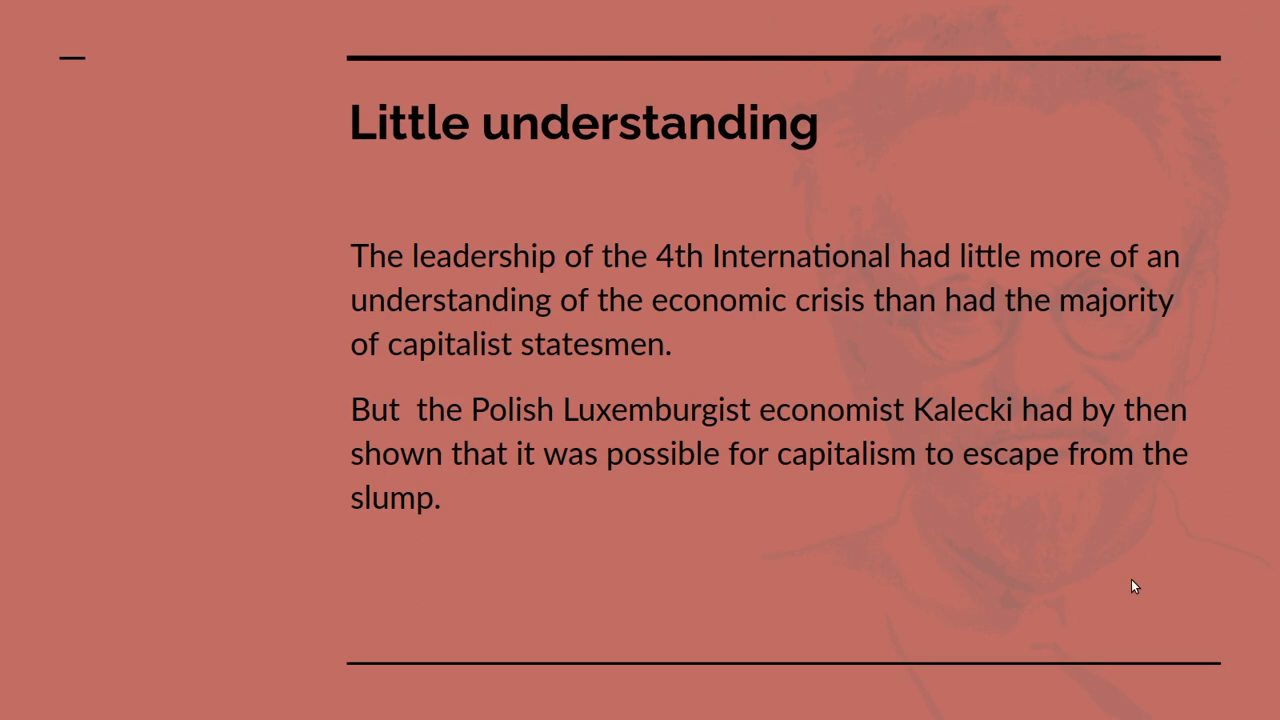 Little understanding
The leadership of the 4th International had little more of an
understanding of the economic crisis than had the majority
of capitalist statesmen.
But  the Polish Luxemburgist economist Kalecki had by then
shown that it was possible for capitalism to escape from the
slump.